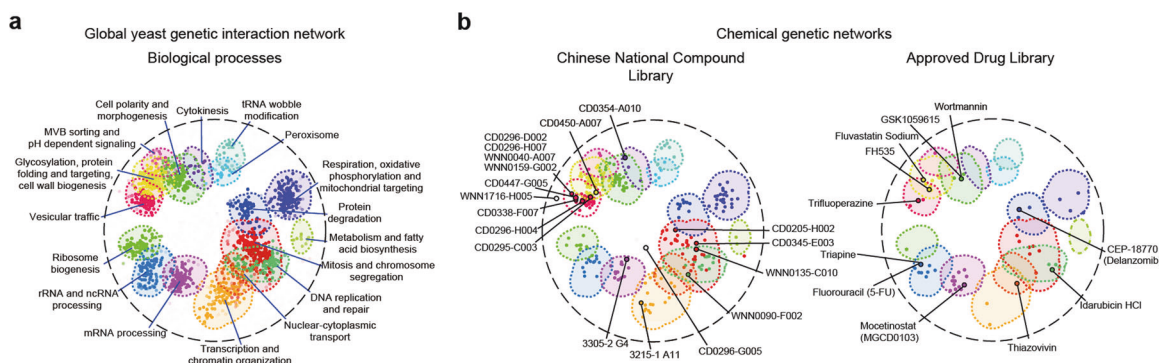 a
Global yeast genetic interaction network
Biological processes
Cell polarity and
morphogenesis
Cytokinesis
tRNA wobble
modification
MVB sorting and
pH dependent signaling
Peroxisome
Glycosylation, protein
folding and targeting,
cell wall biogenesis
Respiration, oxidative
phosphorylation and
mitochondrial targeting
Vesicular traffic
Protein
degradation
Metabolism and fatty
acid biosynthesis
Ribosome
biogenesis
Mitosis and chromosome
segregation
rRNA and ncRNA
processing
DNA replication
and repair
mRNA processing
Nuclear-cytoplasmic
transport
Transcription and
chromatin organization
b
Chemical genetic networks
Chinese National Compound
Library
CD0354-A010
CD0450-A007
CD0296-D002
CD0296-H007
WNN0040-A007
WNN0159-G002
CD0447-G005
WNN1716-H005
CD0338-F007
CD0296-H004
CD0295-C003
CD0205-H002
CD0345-E003
WNN0135-C010
WNN0090-F002
3305-2 G4
3215-1 A11
CD0296-G005
Approved Drug Library
Wortmannin
GSK1059615
Fluvastatin Sodium
FH535
Trifluoperazine
Triapine
CEP-18770
(Delanzomib
Fluorouracil (5-FU)
Idarubicin HCl
Mocetinostat
(MGCD0103)
Thiazovivin